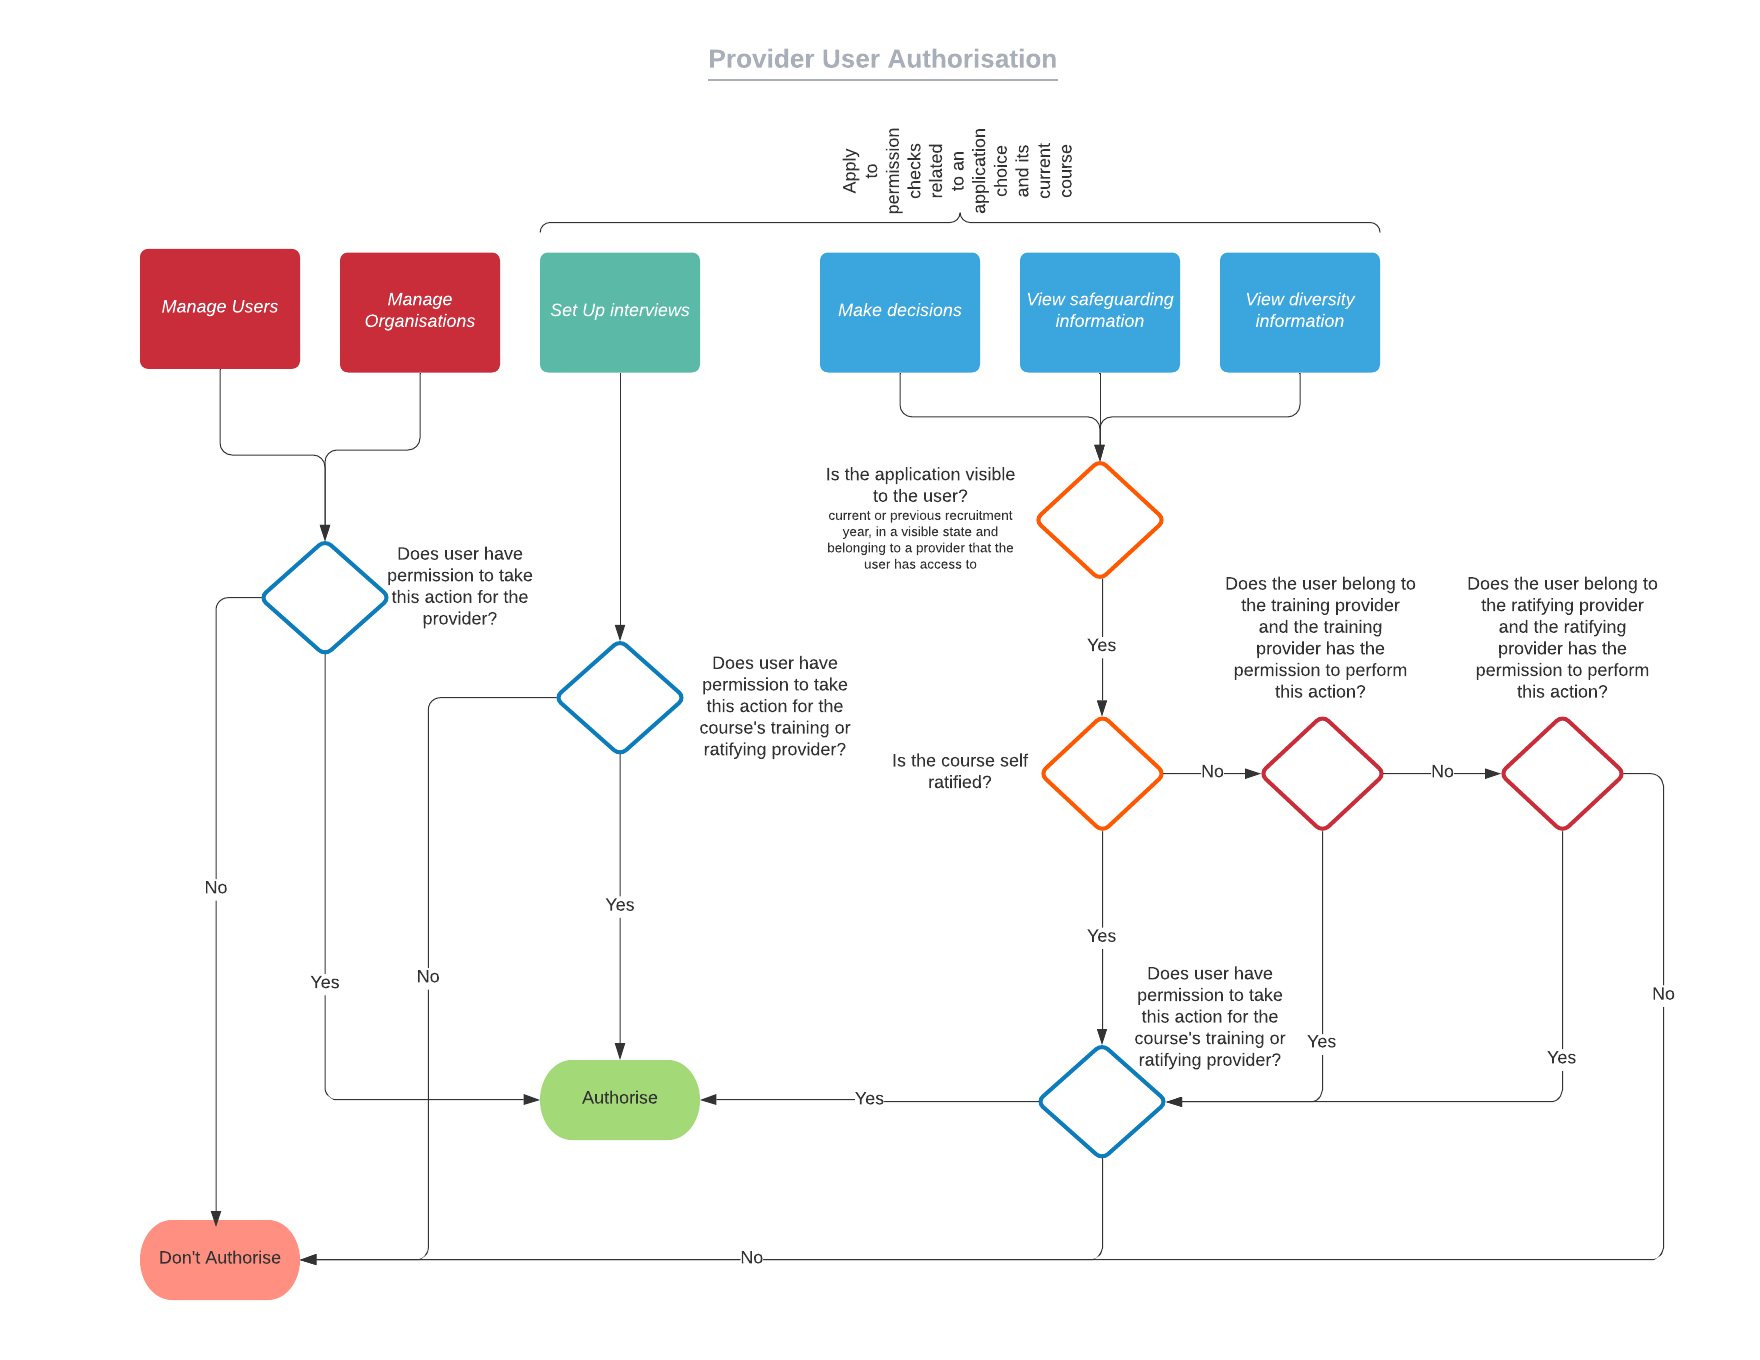 Provider User Authorisation
Apply
to
permission
checks
related
to an
application
choice
and its
current
course
Manage Users
Manage
Organisations
Set Up interviews
Make decisions
View safeguarding
information
View diversity
information
Is the application visible
to the user?
current or previous recruitment
year, in a visible state and
belonging to a provider that the
user has access to
Does user have
permission to take
this action for the
provider?
Does the user belong to
the training provider
and the training
provider has the
permission to perform
this action?
Does the user belong to
the ratifying provider
and the ratifying
provider has the
permission to perform
this action?
Yes
Does user have
permission to take
this action for the
course's training or
ratifying provider?
Is the course self
ratified?
No
No
No
Yes
Yes
No
Yes
No
Does user have
permission to take
this action for the
course's training or
ratifying provider?
Yes
Yes
Yes
Authorise
Yes
Don't Authorise
No